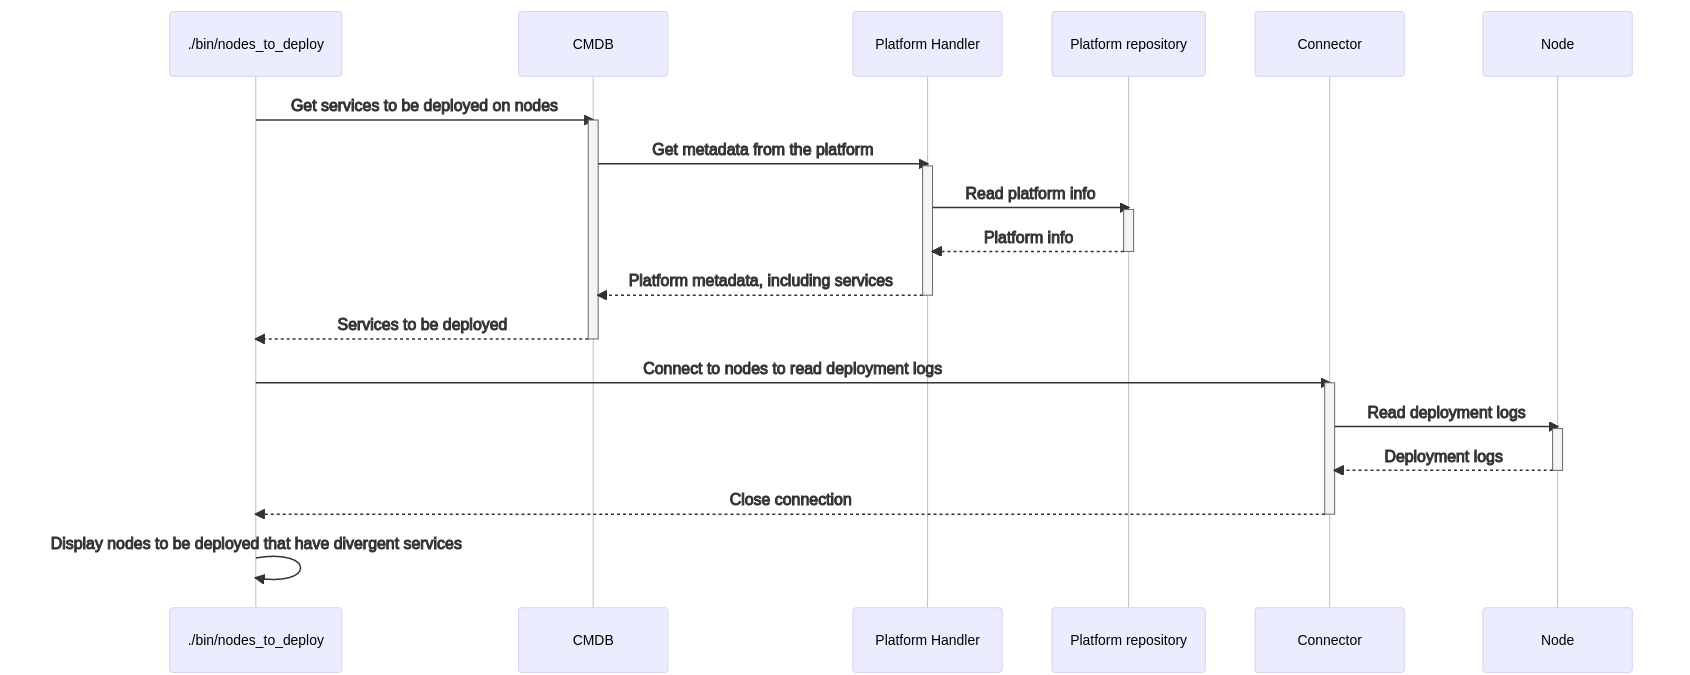 ./bin/nodes_to_deploy
CMDB
Platform Handler
Platform repository
Connector
Node
Get services to be deployed on nodes
Get metadata from the platform
Read platform info
Platform info
Platform metadata, including services
Services to be deployed
Connect to nodes to read deployment logs
Read deployment logs
Deployment logs
Close connection
Display nodes to be deployed that have divergent services
./bin/nodes_to_deploy
CMDB
Platform Handler
Platform repository
Connector
Node